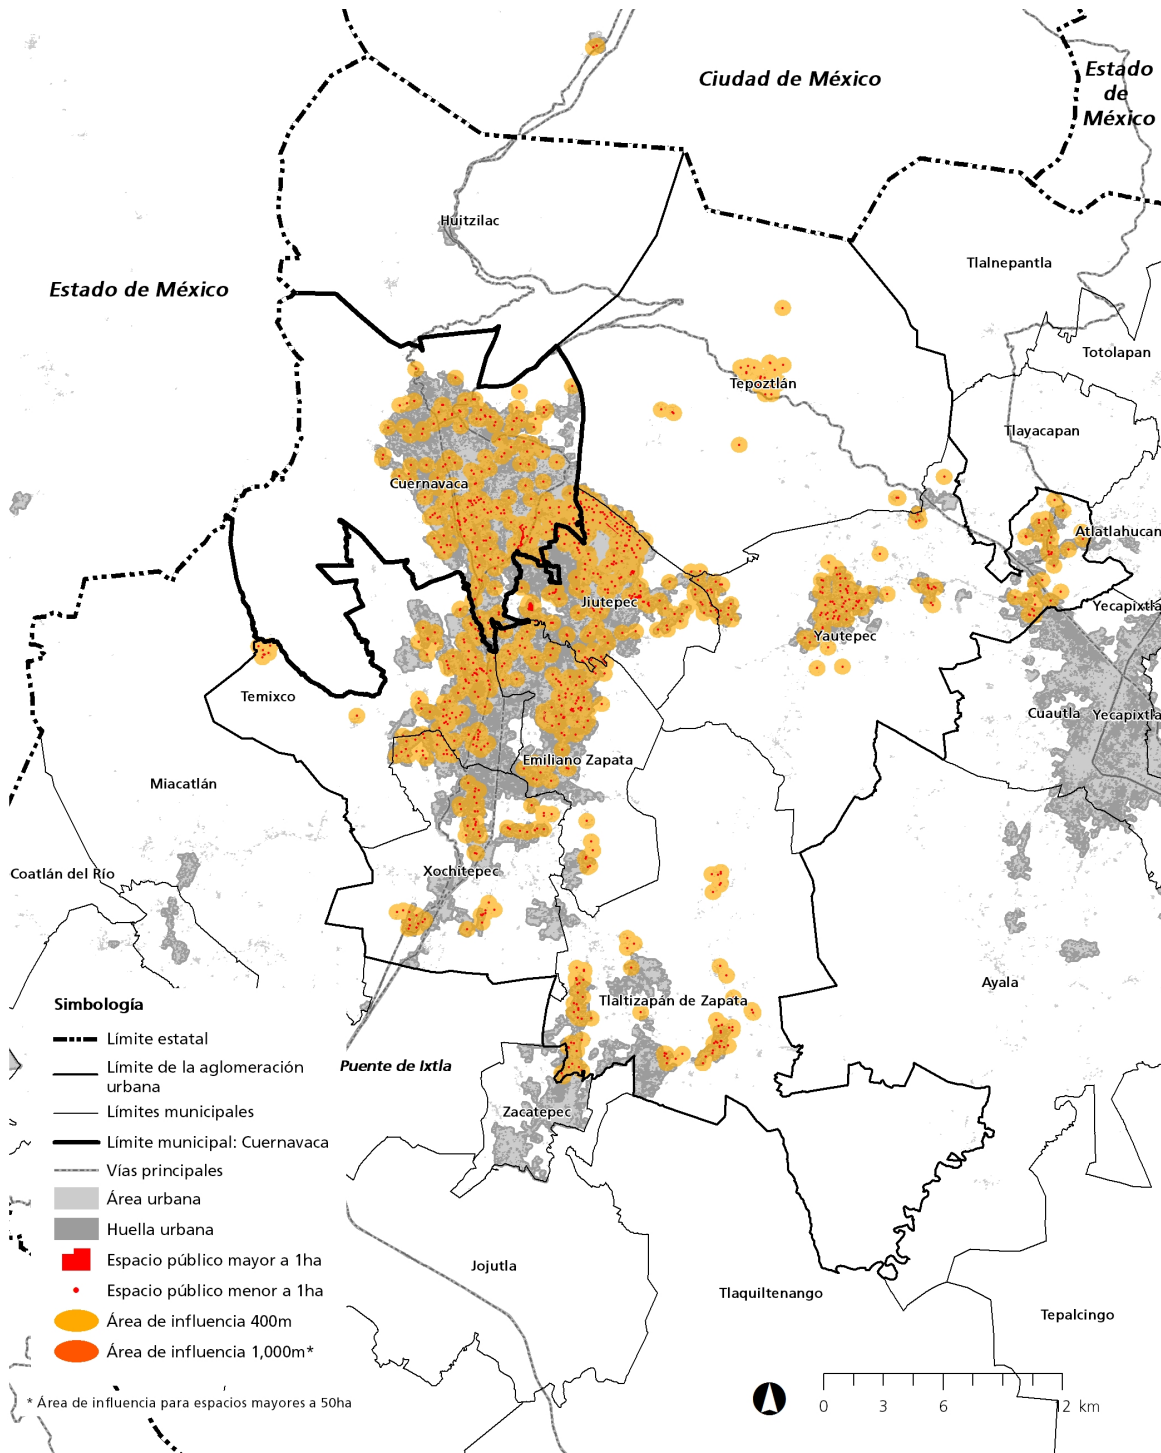 Ciudad de México
Estado
de
México
Huitzilac
Tlalnepantla
Estado de México
Totolapan
Tepoztlán
Tlayacapan
Cuernavaca
Atlatlahucan
Jiutepec
Yecapixtla
Yautepec
Temixco
Cuautla
Yecapixtla
Emiliano Zapata
Miacatlán
Coatlán del Río
Xochitepec
Ayala
Tlaltizapán de Zapata
Puente de Ixtla
Zacatepec
Jojutla
Tlaquiltenango
Tepalcingo
Simbología
Límite estatal
Límite de la aglomeración
urbana
Límites municipales
Límite municipal: Cuernavaca
Vías principales
Área urbana
Huella urbana
Espacio público mayor a 1ha
Espacio público menor a 1ha
Área de influencia 400m
Área de influencia 1,000m*
* Área de influencia para espacios mayores a 50ha
0 3 6 12 km